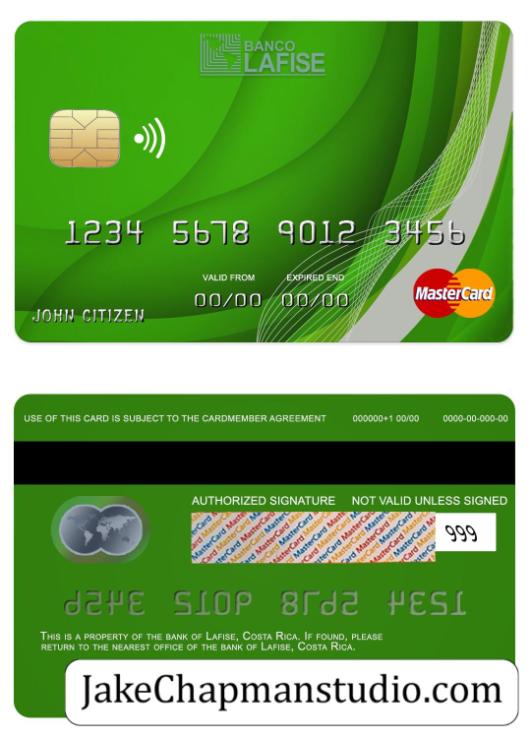 BANCO
LAFISE
1234 5678 9012 3456
VALID FROM EXPIRED END
00/00 00/00
MasterCard
JOHN CITIZEN
USE OF THIS CARD IS SUBJECT TO THE CARDMEMBER AGREEMENT 000000+1 00/00 0000-00-000-00
AUTHORIZED SIGNATURE NOT VALID UNLESS SIGNED
MasterCard MasterCard MasterCard
999
THIS IS A PROPERTY OF THE BANK OF LAFISE, COSTA RICA. IF FOUND, PLEASE
RETURN TO THE NEAREST OFFICE OF THE BANK OF LAFISE, COSTA RICA.
JakeChapmanstudio.com